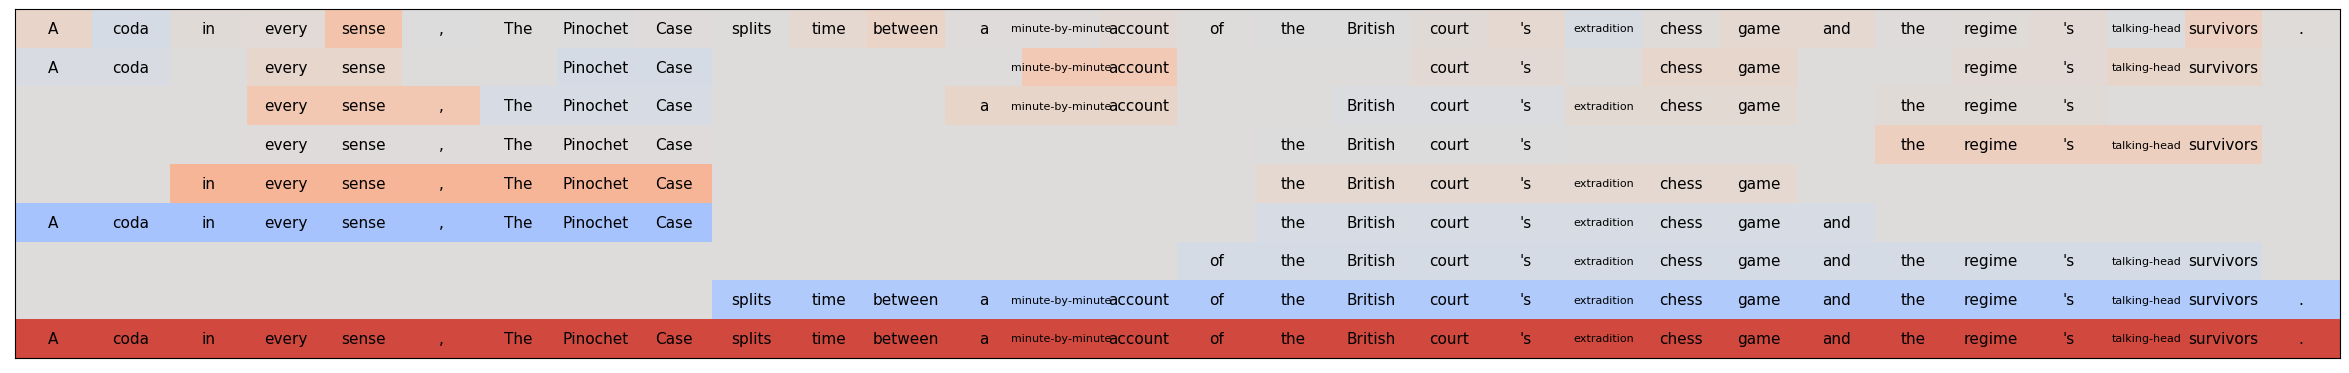 A coda in every sense , The Pinochet Case splits time between a minute-by-minute account of the British court 's extradition chess game and the regime 's talking-head survivors .
A coda every sense Pinochet Case minute-by-minute account court 's chess game regime 's talking-head survivors
every sense , The Pinochet Case a minute-by-minute account British court 's extradition chess game the regime 's
every sense , The Pinochet Case the British court 's the regime 's talking-head survivors
in every sense , The Pinochet Case the British court 's extradition chess game
A coda in every sense , The Pinochet Case the British court 's extradition chess game and
of the British court 's extradition chess game and the regime 's talking-head survivors
splits time between a minute-by-minute account of the British court 's extradition chess game and the regime 's talking-head survivors .
A coda in every sense , The Pinochet Case splits time between a minute-by-minute account of the British court 's extradition chess game and the regime 's talking-head survivors .